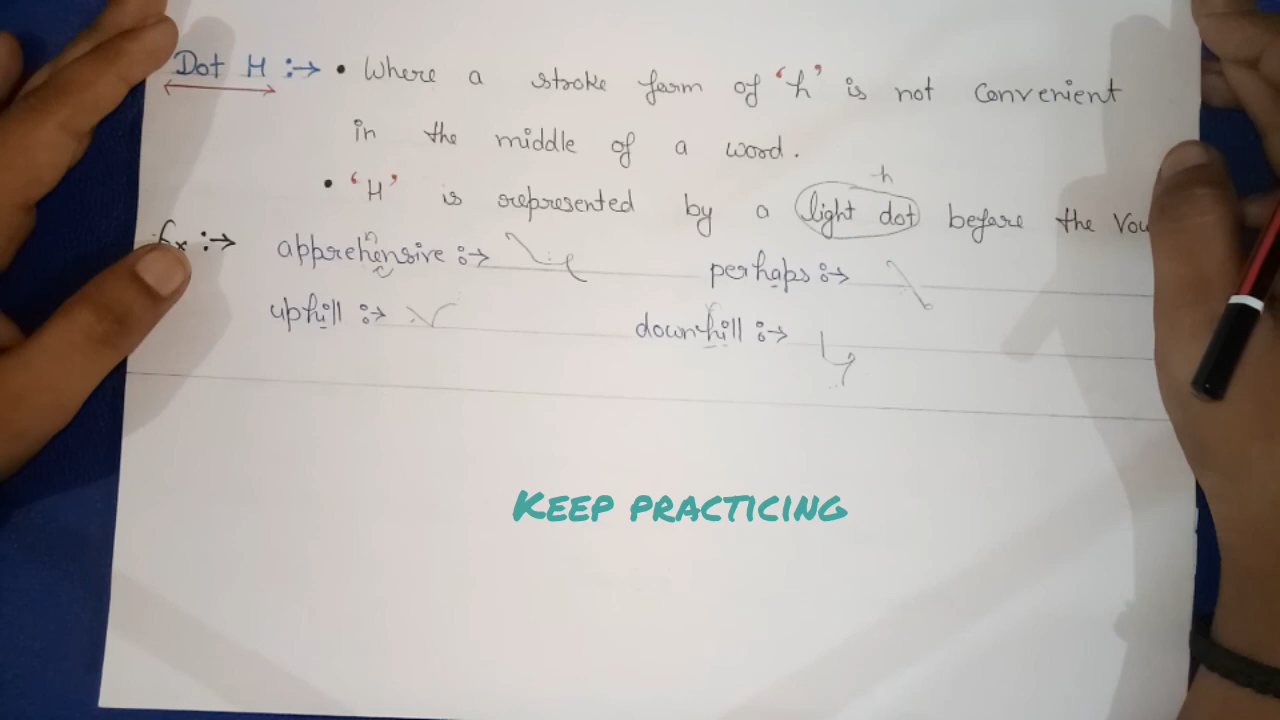 Dot H :→ • Where a stroke form of 'h' is not convenient
in the middle of a word.
h
• 'H' is represented by a light dot before the Vow
Ex :→ apprehensive :→ perhaps :→
uphill :→ downhill :→
KEEP PRACTICING